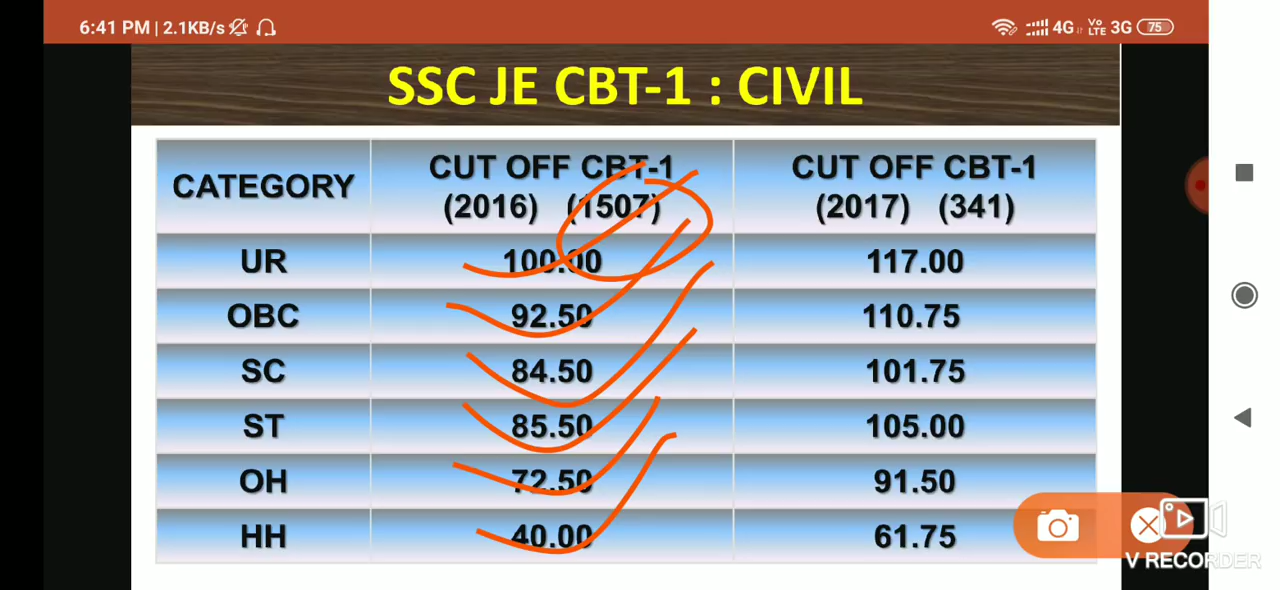 6:41 PM | 2.1KB/s 4G Vo LTE 3G 75
SSC JE CBT-1 : CIVIL
CATEGORY CUT OFF CBT-1 (2016) (1507) CUT OFF CBT-1 (2017) (341)
UR 100.00 117.00
OBC 92.50 110.75
SC 84.50 101.75
ST 85.50 105.00
OH 72.50 91.50
HH 40.00 61.75
V RECORDER